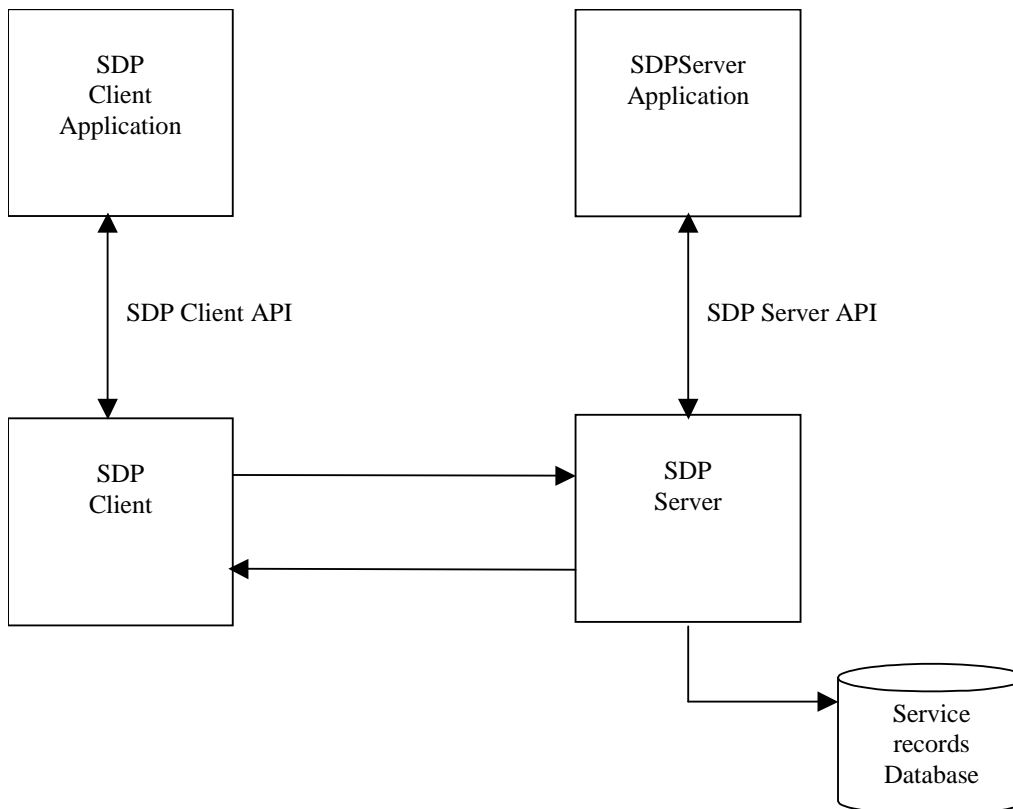 SDP
Client
Application
SDPServer
Application
SDP Client API
SDP Server API
SDP
Client
SDP
Server
Service
records
Database